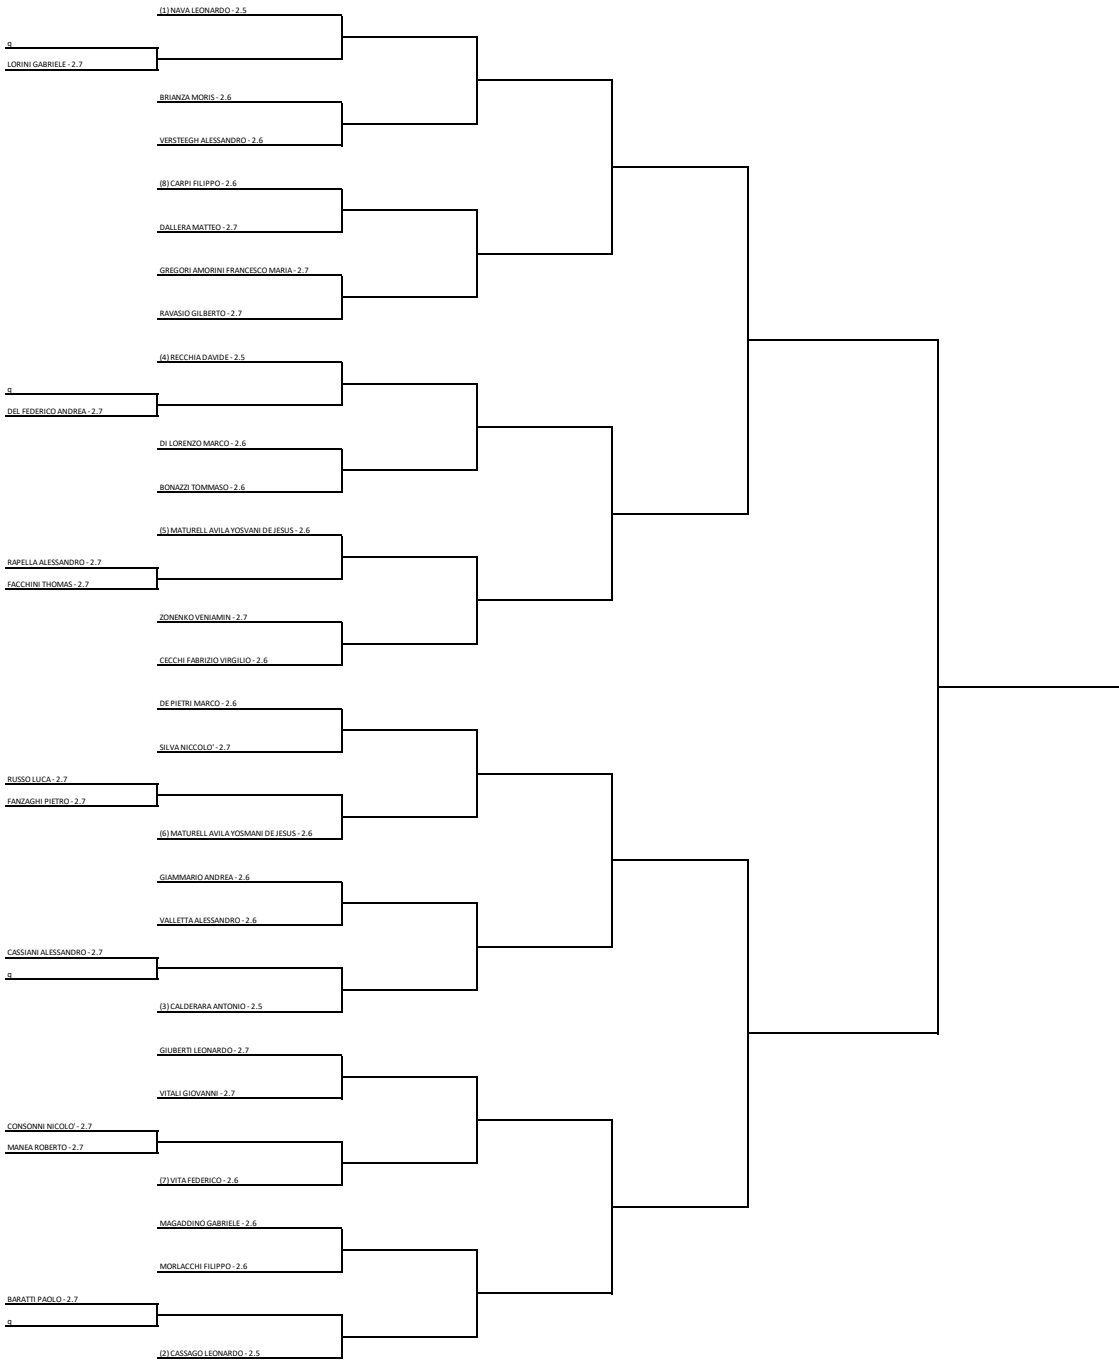 (1) NAVA LEONARDO - 2.5
q
LORINI GABRIELE - 2.7
BRIANZA MORIS - 2.6
VERSTEEGH ALESSANDRO - 2.6
(8) CARPI FILIPPO - 2.6
DALLERA MATTEO - 2.7
GREGORI AMORINI FRANCESCO MARIA - 2.7
RAVASIO GILBERTO - 2.7
(4) RECCHIA DAVIDE - 2.5
q
DEL FEDERICO ANDREA - 2.7
DI LORENZO MARCO - 2.6
BONAZZI TOMMASO - 2.6
(5) MATURELL AVILA YOSVANI DE JESUS - 2.6
RAPELLA ALESSANDRO - 2.7
FACCHINI THOMAS - 2.7
ZONENKO VENIAMIN - 2.7
CECCHI FABRIZIO VIRGILIO - 2.6
DE PIETRI MARCO - 2.6
SILVA NICCOLO' - 2.7
RUSSO LUCA - 2.7
FANZAGHI PIETRO - 2.7
(6) MATURELL AVILA YOSMANI DE JESUS - 2.6
GIAMMARIO ANDREA - 2.6
VALLETTA ALESSANDRO - 2.6
CASSIANI ALESSANDRO - 2.7
q
(3) CALDERARA ANTONIO - 2.5
GIUBERTI LEONARDO - 2.7
VITALI GIOVANNI - 2.7
CONSONNI NICOLO' - 2.7
MANEA ROBERTO - 2.7
(7) VITA FEDERICO - 2.6
MAGADDINO GABRIELE - 2.6
MORLACCHI FILIPPO - 2.6
BARATTI PAOLO - 2.7
q
(2) CASSAGO LEONARDO - 2.5